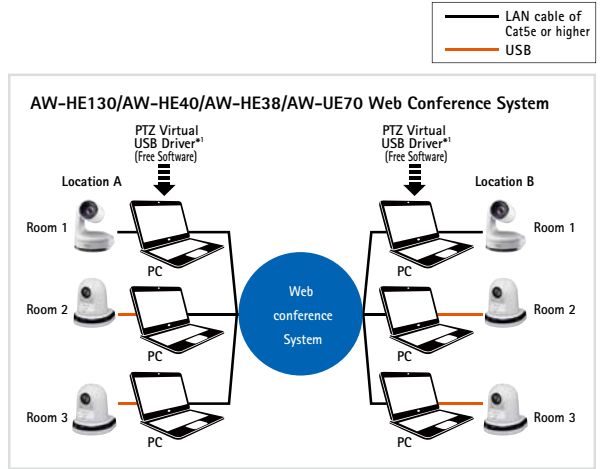 LAN cable of
Cat5e or higher
USB
AW-HE130/AW-HE40/AW-HE38/AW-UE70 Web Conference System
PTZ Virtual
USB Driver*1
(Free Software)
PTZ Virtual
USB Driver*1
(Free Software)
Location A
Location B
Room 1
PC
PC
Room 1
Room 2
PC
Web
conference
System
PC
Room 2
Room 3
PC
PC
Room 3